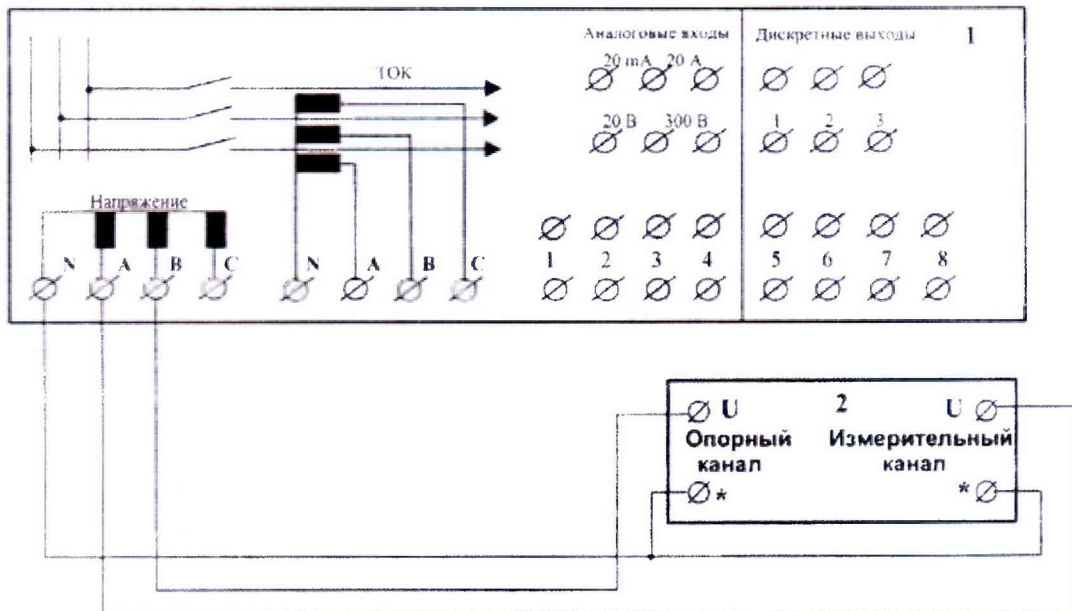 Аналоговые входы
Дискретные выходы
1
20 mA 20 A
ТОК
20 В 300 В
1 2 3
Напряжение
N A B C
N A B C
1 2 3 4
5 6 7 8
U 2 U
Опорный Измерительный
канал канал
* *